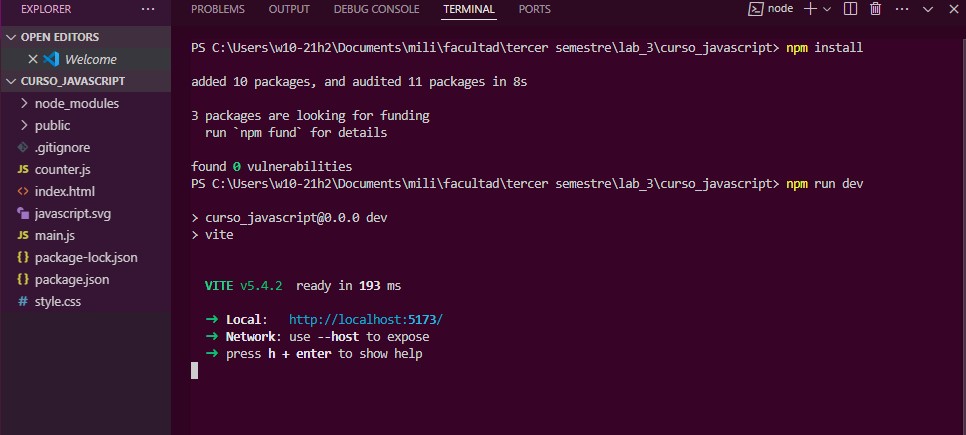 EXPLORER
OPEN EDITORS
Welcome
CURSO_JAVASCRIPT
node_modules
public
.gitignore
JS counter.js
<> index.html
javascript.svg
JS main.js
{} package-lock.json
{} package.json
# style.css
PROBLEMS OUTPUT DEBUG CONSOLE TERMINAL PORTS node
PS C:\Users\w10-21h2\Documents\mili\facultad\tercer semestre\lab_3\curso_javascript> npm install
added 10 packages, and audited 11 packages in 8s
3 packages are looking for funding
run `npm fund` for details
found 0 vulnerabilities
PS C:\Users\w10-21h2\Documents\mili\facultad\tercer semestre\lab_3\curso_javascript> npm run dev
> curso_javascript@0.0.0 dev
> vite
VITE v5.4.2 ready in 193 ms
➜ Local: http://localhost:5173/
➜ Network: use --host to expose
➜ press h + enter to show help